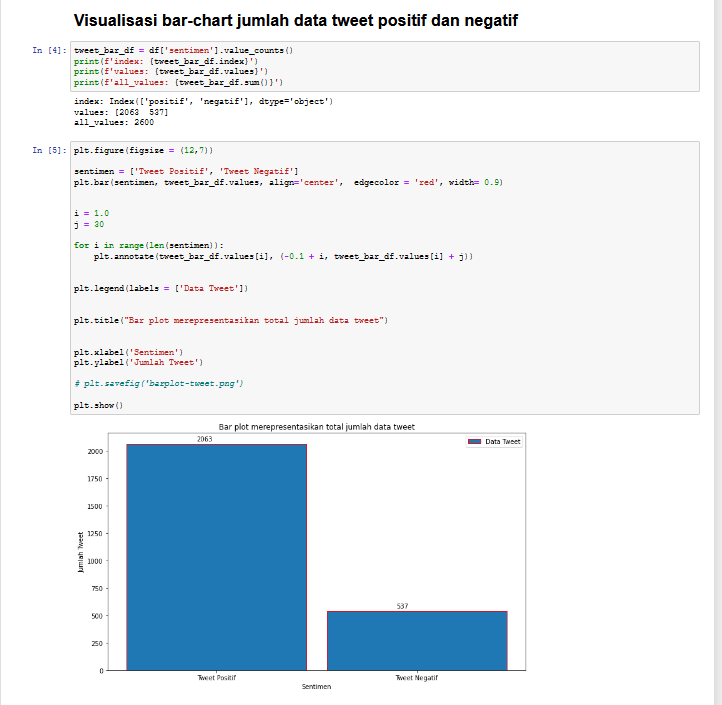 Visualisasi bar-chart jumlah data tweet positif dan negatif
In [4]: tweet_bar_df = df['sentimen'].value_counts()
print(f'index: {tweet_bar_df.index}')
print(f'values: {tweet_bar_df.values}')
print(f'all_values: {tweet_bar_df.sum()}')
index: Index(['positif', 'negatif'], dtype='object')
values: [2063  537]
all_values: 2600
In [5]: plt.figure(figsize = (12,7))
sentimen = ['Tweet Positif', 'Tweet Negatif']
plt.bar(sentimen, tweet_bar_df.values, align='center',  edgecolor = 'red', width= 0.9)
i = 1.0
j = 30
for i in range(len(sentimen)):
    plt.annotate(tweet_bar_df.values[i], (-0.1 + i, tweet_bar_df.values[i] + j))
plt.legend(labels = ['Data Tweet'])
plt.title("Bar plot merepresentasikan total jumlah data tweet")
plt.xlabel('Sentimen')
plt.ylabel('Jumlah Tweet')
# plt.savefig('barplot-tweet.png')
plt.show()
Bar plot merepresentasikan total jumlah data tweet
2063
Data Tweet
2000
1750
1500
1250
1000
750
500
250
0
Jumlah Tweet
537
Tweet Positif
Tweet Negatif
Sentimen